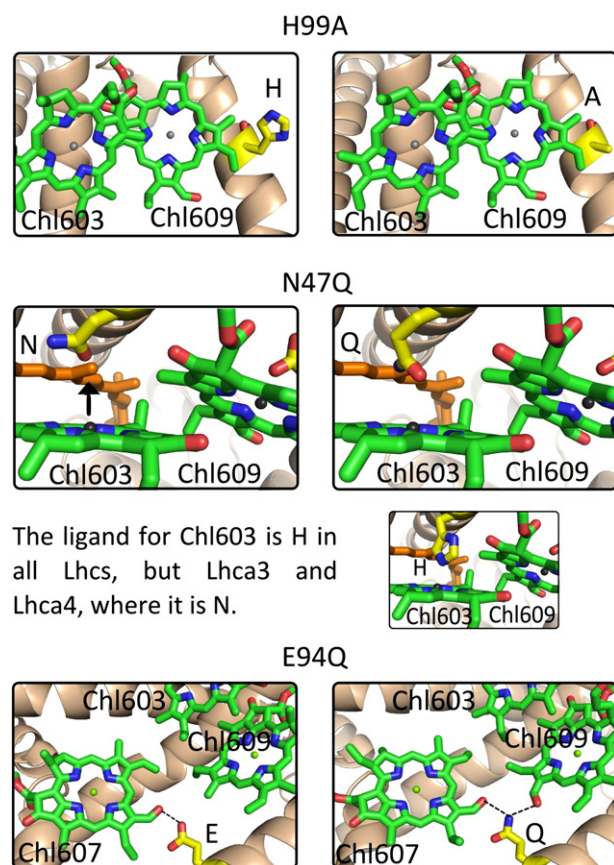 H99A
H
A
Chl603
Chl609
Chl603
Chl609
N47Q
N
Q
Chl603
Chl609
Chl603
Chl609
The ligand for Chl603 is H in
all Lhcs, but Lhca3 and
Lhca4, where it is N.
H
Chl603
Chl609
E94Q
Chl603
Chl609
E
Chl607
Chl603
Chl609
Q
Chl607